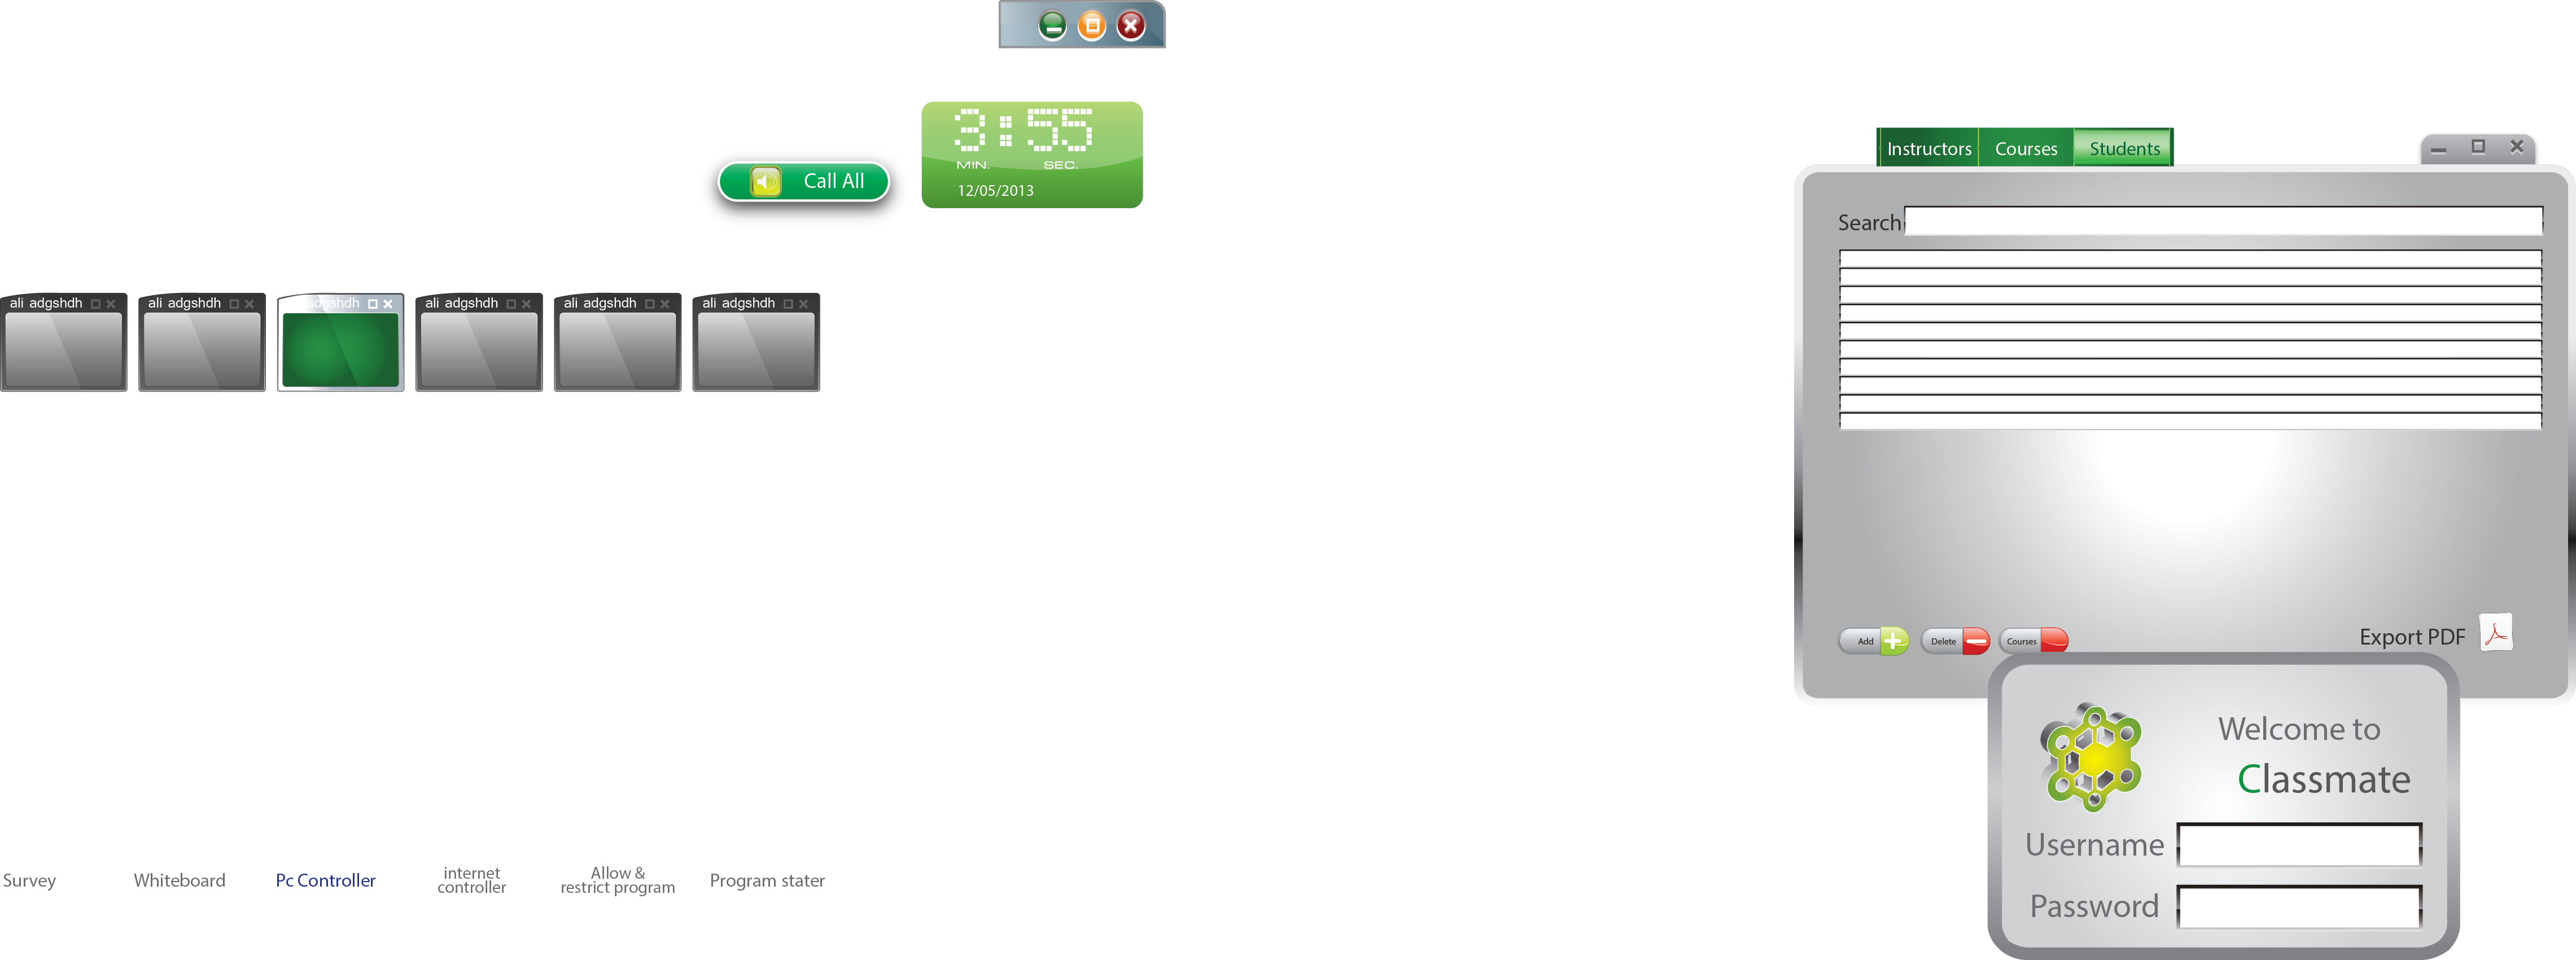 3:55
MIN. SEC.
12/05/2013
Call All
ali adgshdh
ali adgshdh
adgshdh
ali adgshdh
ali adgshdh
ali adgshdh
Survey
Whiteboard
Pc Controller
internet
controller
Allow &
restrict program
Program stater
Instructors Courses Students
Search
Add
Delete
Courses
Export PDF
Welcome to
Classmate
Username
Password